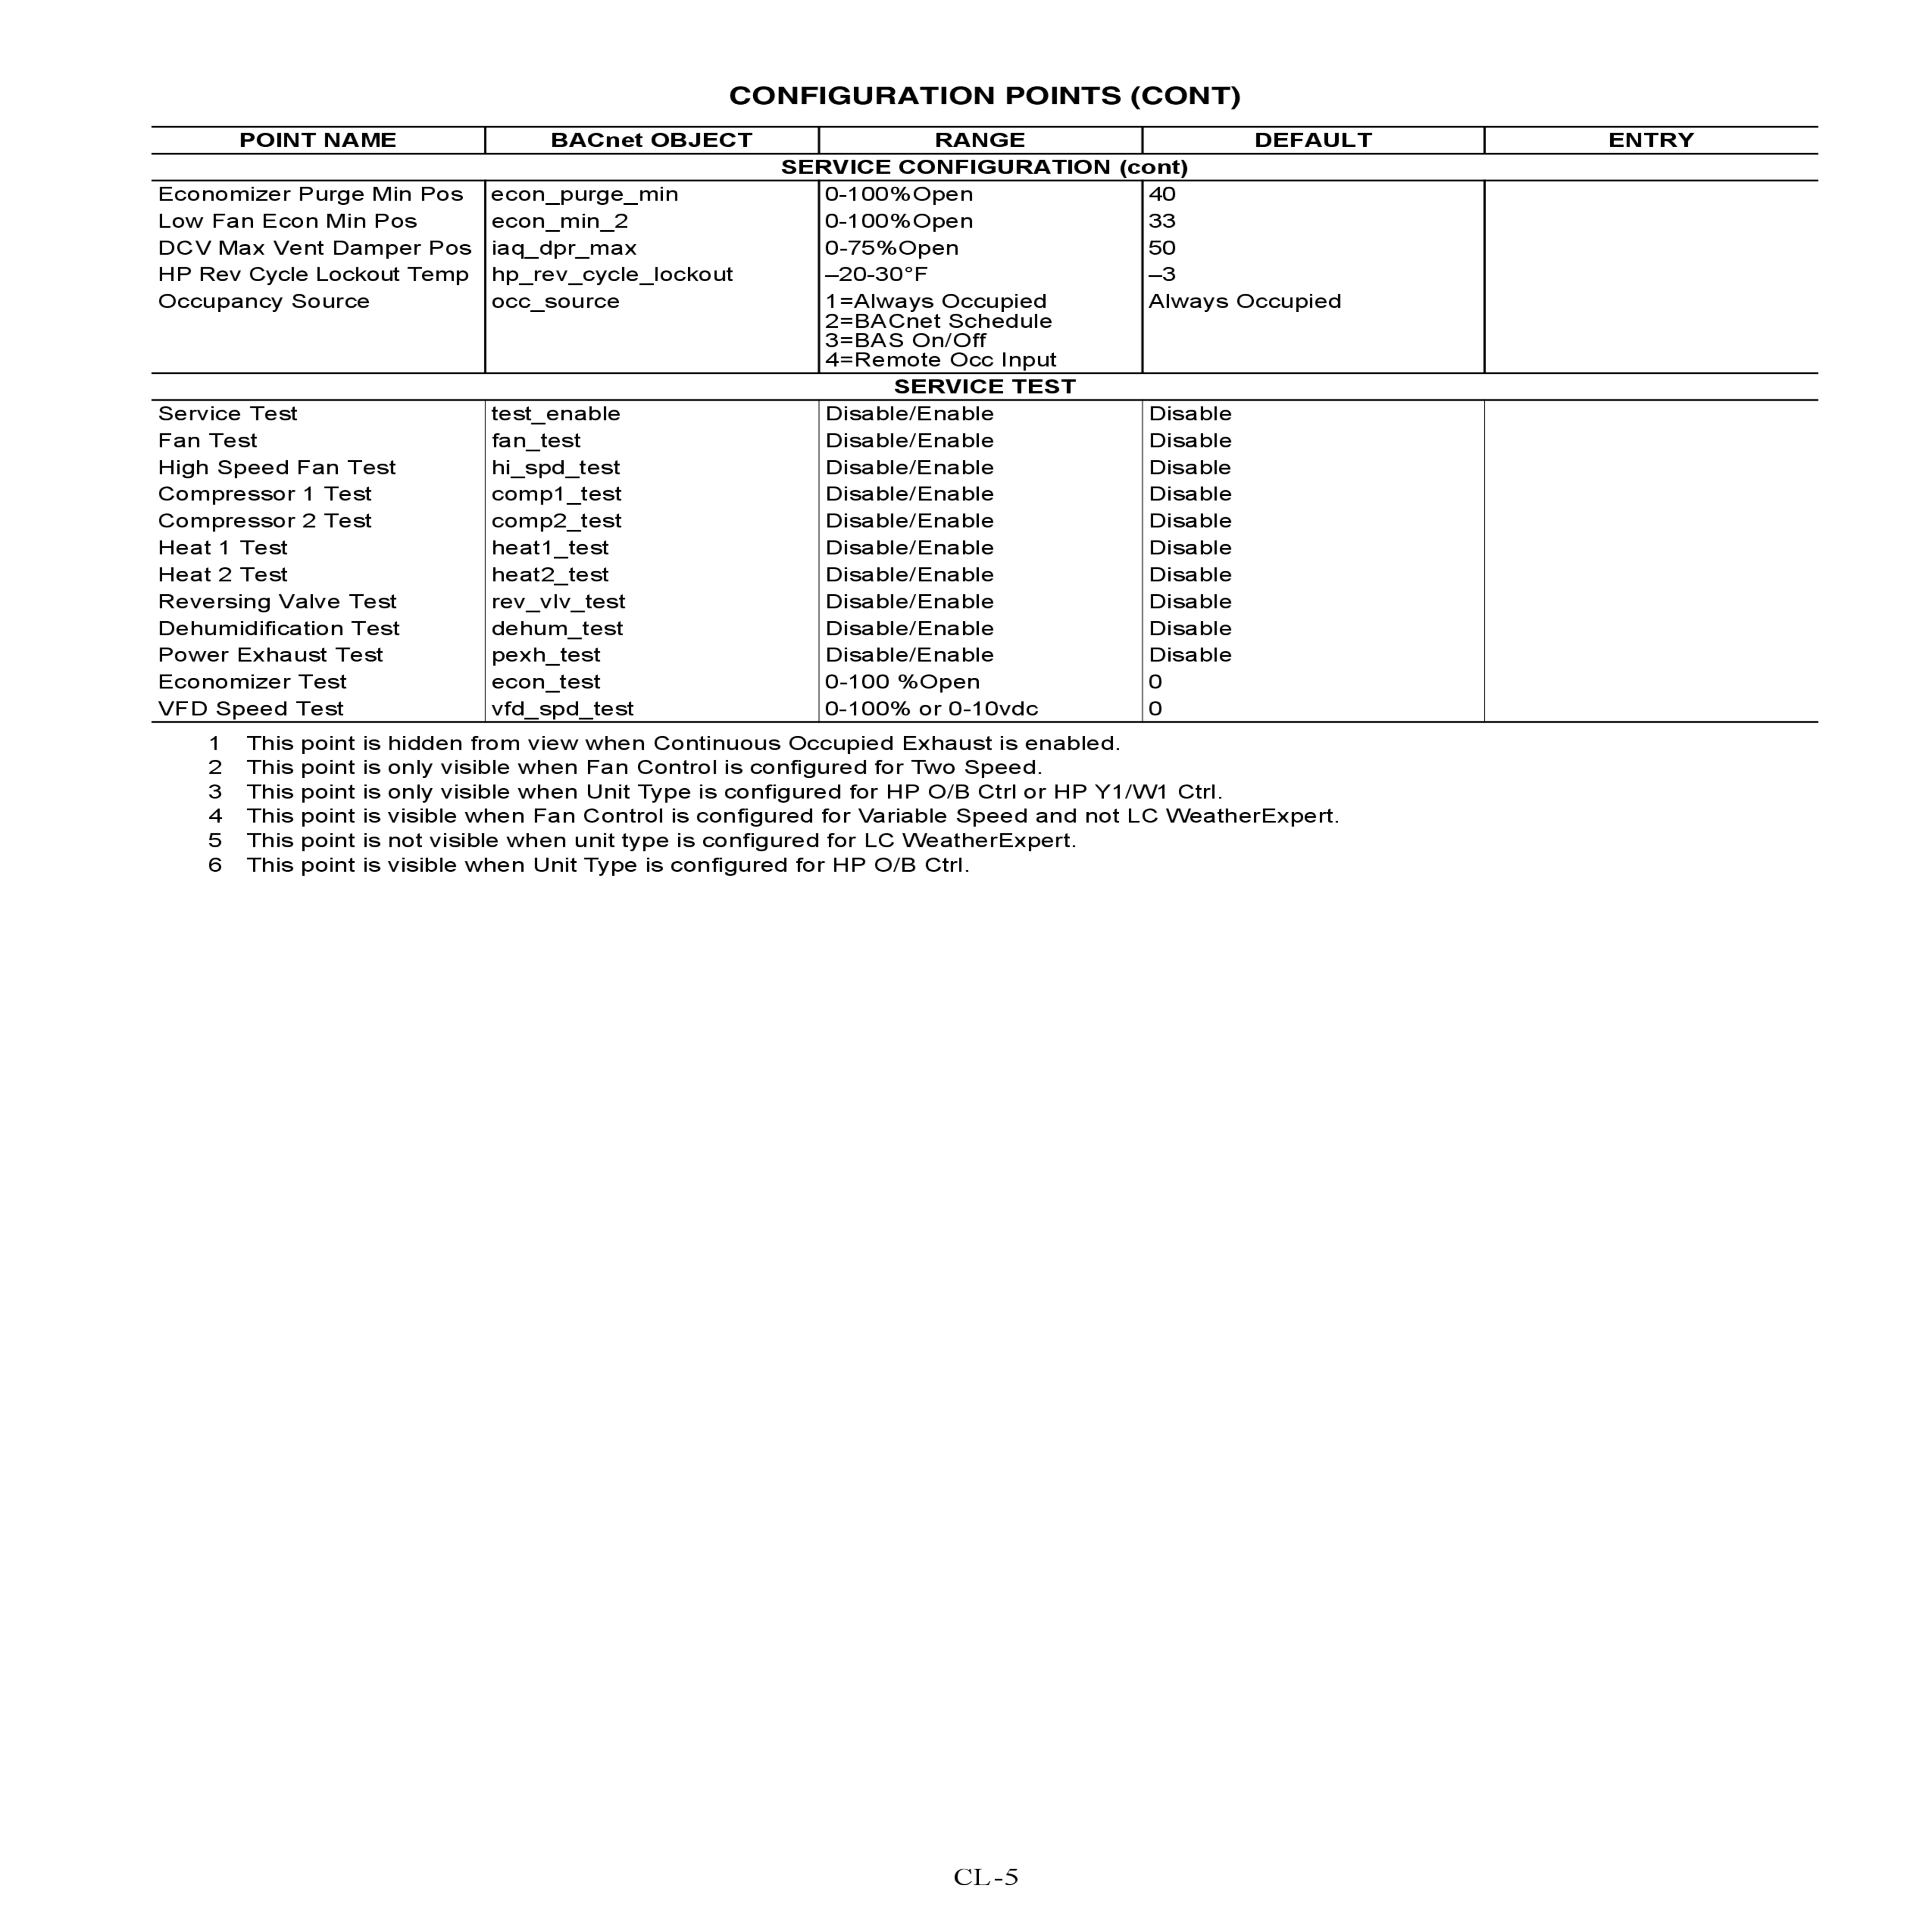 CONFIGURATION POINTS (CONT)
POINT NAME BACnet OBJECT RANGE DEFAULT ENTRY
SERVICE CONFIGURATION (cont)
Economizer Purge Min Pos econ_purge_min 0-100%Open 40
Low Fan Econ Min Pos econ_min_2 0-100%Open 33
DCV Max Vent Damper Pos iaq_dpr_max 0-75%Open 50
HP Rev Cycle Lockout Temp hp_rev_cycle_lockout –20-30°F –3
Occupancy Source occ_source 1=Always Occupied Always Occupied
2=BACnet Schedule
3=BAS On/Off
4=Remote Occ Input
SERVICE TEST
Service Test test_enable Disable/Enable Disable
Fan Test fan_test Disable/Enable Disable
High Speed Fan Test hi_spd_test Disable/Enable Disable
Compressor 1 Test comp1_test Disable/Enable Disable
Compressor 2 Test comp2_test Disable/Enable Disable
Heat 1 Test heat1_test Disable/Enable Disable
Heat 2 Test heat2_test Disable/Enable Disable
Reversing Valve Test rev_vlv_test Disable/Enable Disable
Dehumidification Test dehum_test Disable/Enable Disable
Power Exhaust Test pexh_test Disable/Enable Disable
Economizer Test econ_test 0-100 %Open 0
VFD Speed Test vfd_spd_test 0-100% or 0-10vdc 0
1 This point is hidden from view when Continuous Occupied Exhaust is enabled.
2 This point is only visible when Fan Control is configured for Two Speed.
3 This point is only visible when Unit Type is configured for HP O/B Ctrl or HP Y1/W1 Ctrl.
4 This point is visible when Fan Control is configured for Variable Speed and not LC WeatherExpert.
5 This point is not visible when unit type is configured for LC WeatherExpert.
6 This point is visible when Unit Type is configured for HP O/B Ctrl.
CL-5